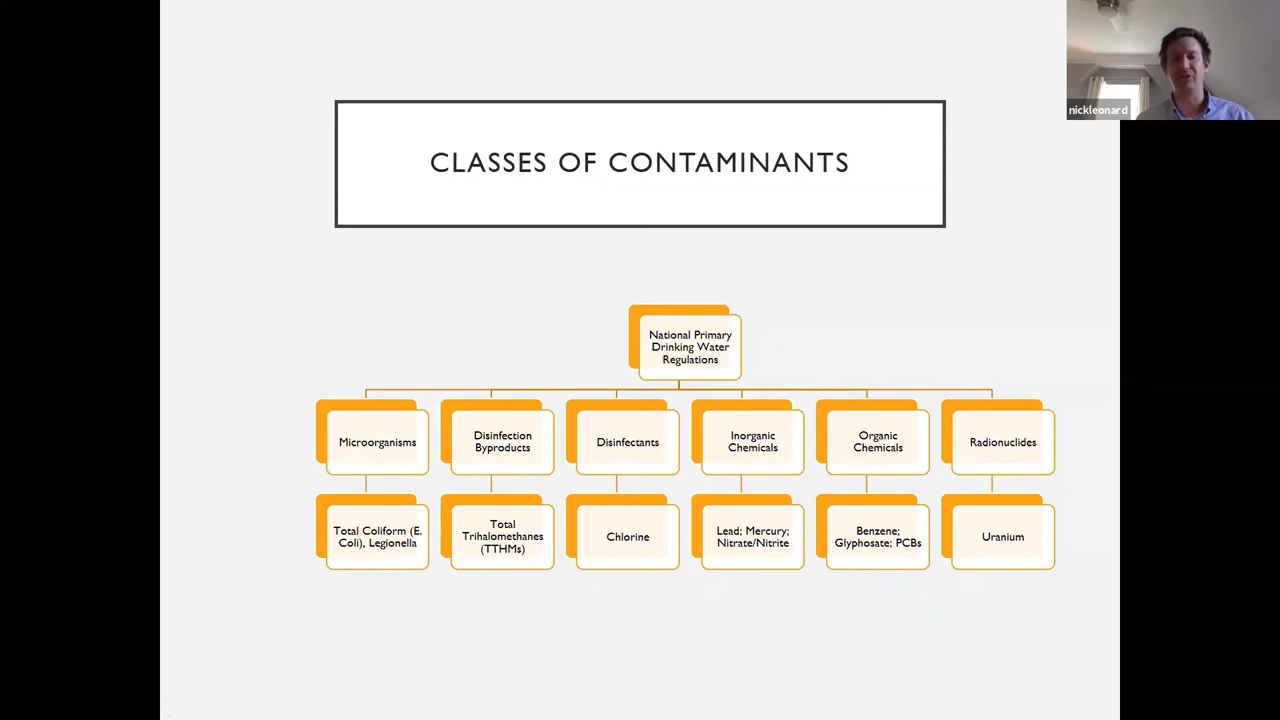 nickleonard
CLASSES OF CONTAMINANTS
National Primary
Drinking Water
Regulations
Microorganisms
Disinfection
Byproducts
Disinfectants
Inorganic
Chemicals
Organic
Chemicals
Radionuclides
Total Coliform (E.
Coli), Legionella
Total
Trihalomethanes
(TTHMs)
Chlorine
Lead; Mercury;
Nitrate/Nitrite
Benzene;
Glyphosate; PCBs
Uranium